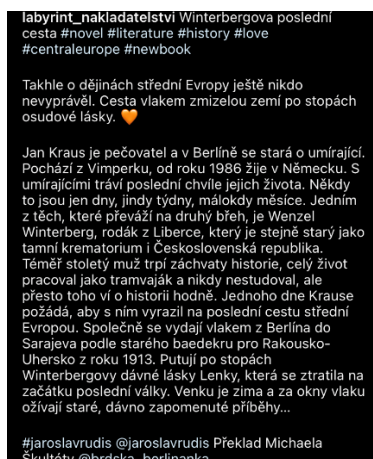 labyrint_nakladatelstvi Winterbergova poslední
cesta #novel #literature #history #love
#centraleurope #newbook
Takhle o dějinách střední Evropy ještě nikdo
nevyprávěl. Cesta vlakem zmizelou zemí po stopách
osudové lásky. 🧡
Jan Kraus je pečovatel a v Berlíně se stará o umírající.
Pochází z Vimperku, od roku 1986 žije v Německu. S
umírajícími tráví poslední chvíle jejich života. Někdy
to jsou jen dny, jindy týdny, málokdy měsíce. Jedním
z těch, které převáží na druhý břeh, je Wenzel
Winterberg, rodák z Liberce, který je stejně starý jako
tamní krematorium i Československá republika.
Téměř stoletý muž trpí záchvaty historie, celý život
pracoval jako tramvaják a nikdy nestudoval, ale
přesto toho ví o historii hodně. Jednoho dne Krause
požádá, aby s ním vyrazil na poslední cestu střední
Evropou. Společně se vydají vlakem z Berlína do
Sarajeva podle starého baedekru pro Rakousko-
Uhersko z roku 1913. Putují po stopách
Winterbergovy dávné lásky Lenky, která se ztratila na
začátku poslední války. Venku je zima a za okny vlaku
ožívají staré, dávno zapomenuté příběhy...
#jaroslavrudis @jaroslavrudis Překlad Michaela
Škultéty @brdska_berlinanka